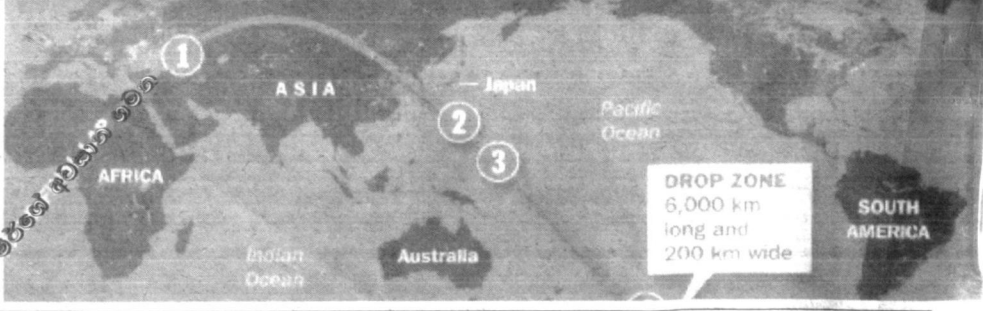 1
ASIA
Japan
2
Pacific
Ocean
3
AFRICA
DROP ZONE
6,000 km
long and
200 km wide
SOUTH
AMERICA
Indian
Ocean
Australia